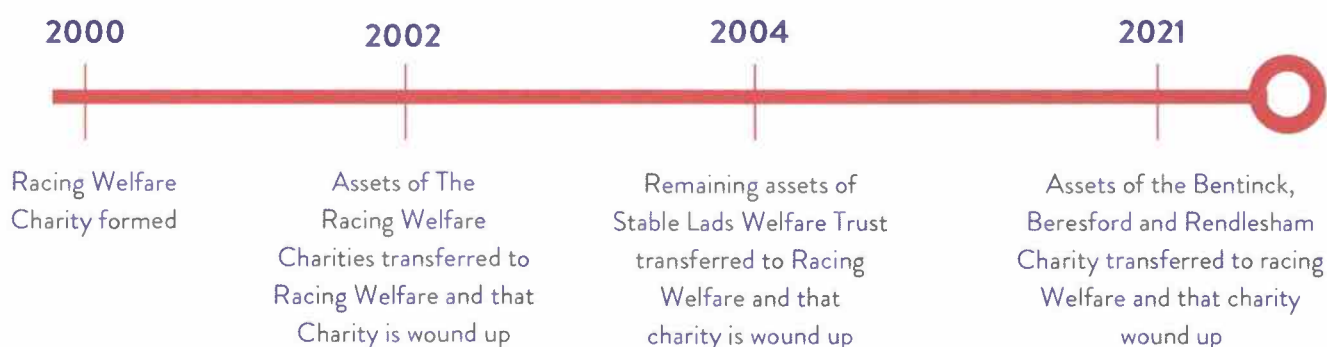 2000
Racing Welfare
Charity formed
2002
Assets of The
Racing Welfare
Charities transferred to
Racing Welfare and that
Charity is wound up
2004
Remaining assets of
Stable Lads Welfare Trust
transferred to Racing
Welfare and that
charity is wound up
2021
Assets of the Bentinck,
Beresford and Rendlesham
Charity transferred to racing
Welfare and that charity
wound up